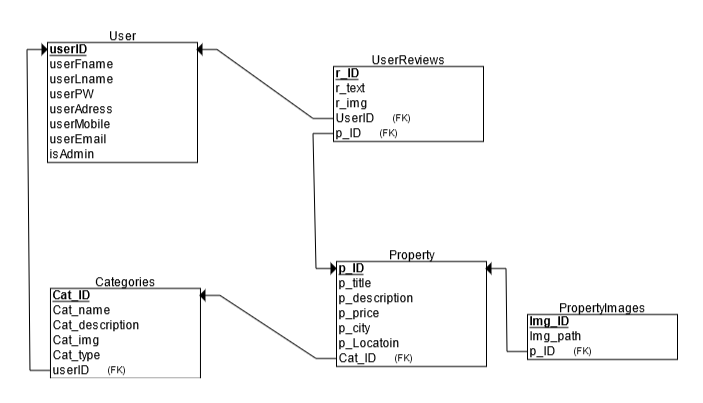 User
userID
userFname
userLname
userPW
userAdress
userMobile
userEmail
isAdmin
UserReviews
r_ID
r_text
r_img
UserID (FK)
p_ID (FK)
Categories
Cat_ID
Cat_name
Cat_description
Cat_img
Cat_type
userID (FK)
Property
p_ID
p_title
p_description
p_price
p_city
p_Locatoin
Cat_ID (FK)
PropertyImages
Img_ID
Img_path
p_ID (FK)